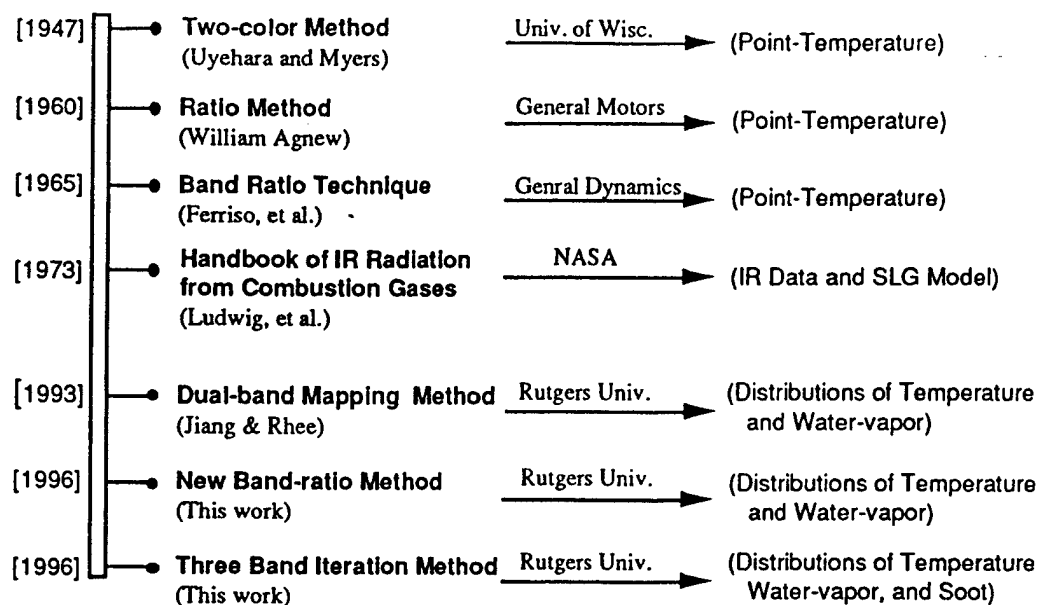 [1947] Two-color Method Univ. of Wisc. (Point-Temperature)
(Uyehara and Myers)
[1960] Ratio Method General Motors (Point-Temperature)
(William Agnew)
[1965] Band Ratio Technique Genral Dynamics (Point-Temperature)
(Ferriso, et al.)
[1973] Handbook of IR Radiation NASA (IR Data and SLG Model)
from Combustion Gases
(Ludwig, et al.)
[1993] Dual-band Mapping Method Rutgers Univ. (Distributions of Temperature
(Jiang & Rhee) and Water-vapor)
[1996] New Band-ratio Method Rutgers Univ. (Distributions of Temperature
(This work) and Water-vapor)
[1996] Three Band Iteration Method Rutgers Univ. (Distributions of Temperature
(This work) Water-vapor, and Soot)